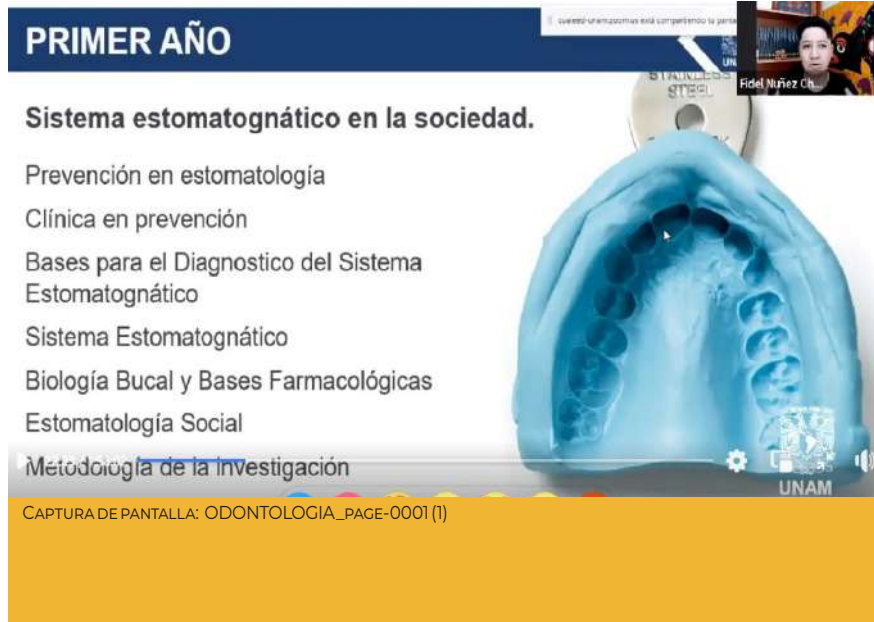 PRIMER AÑO
UNAM
Fidel Nuñez Ch...
STAINLESS
STEEL
Sistema estomatognático en la sociedad.
Prevención en estomatología
Clínica en prevención
Bases para el Diagnostico del Sistema
Estomatognático
Sistema Estomatognático
Biología Bucal y Bases Farmacológicas
Estomatología Social
Metodología de la Investigación
UNAM
CAPTURA DE PANTALLA: ODONTOLOGIA_PAGE-0001 (1)